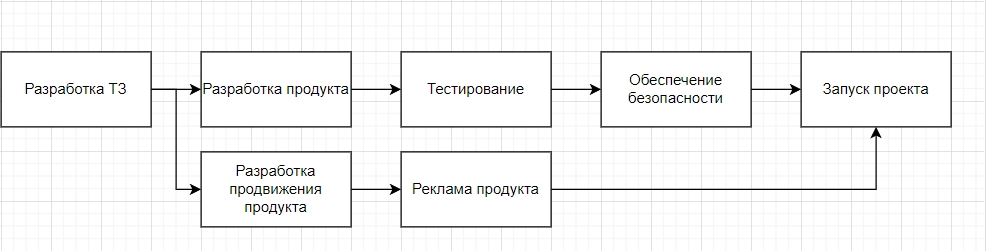 Разработка ТЗ
Разработка продукта
Тестирование
Обеспечение
безопасности
Запуск проекта
Разработка
продвижения
продукта
Реклама продукта